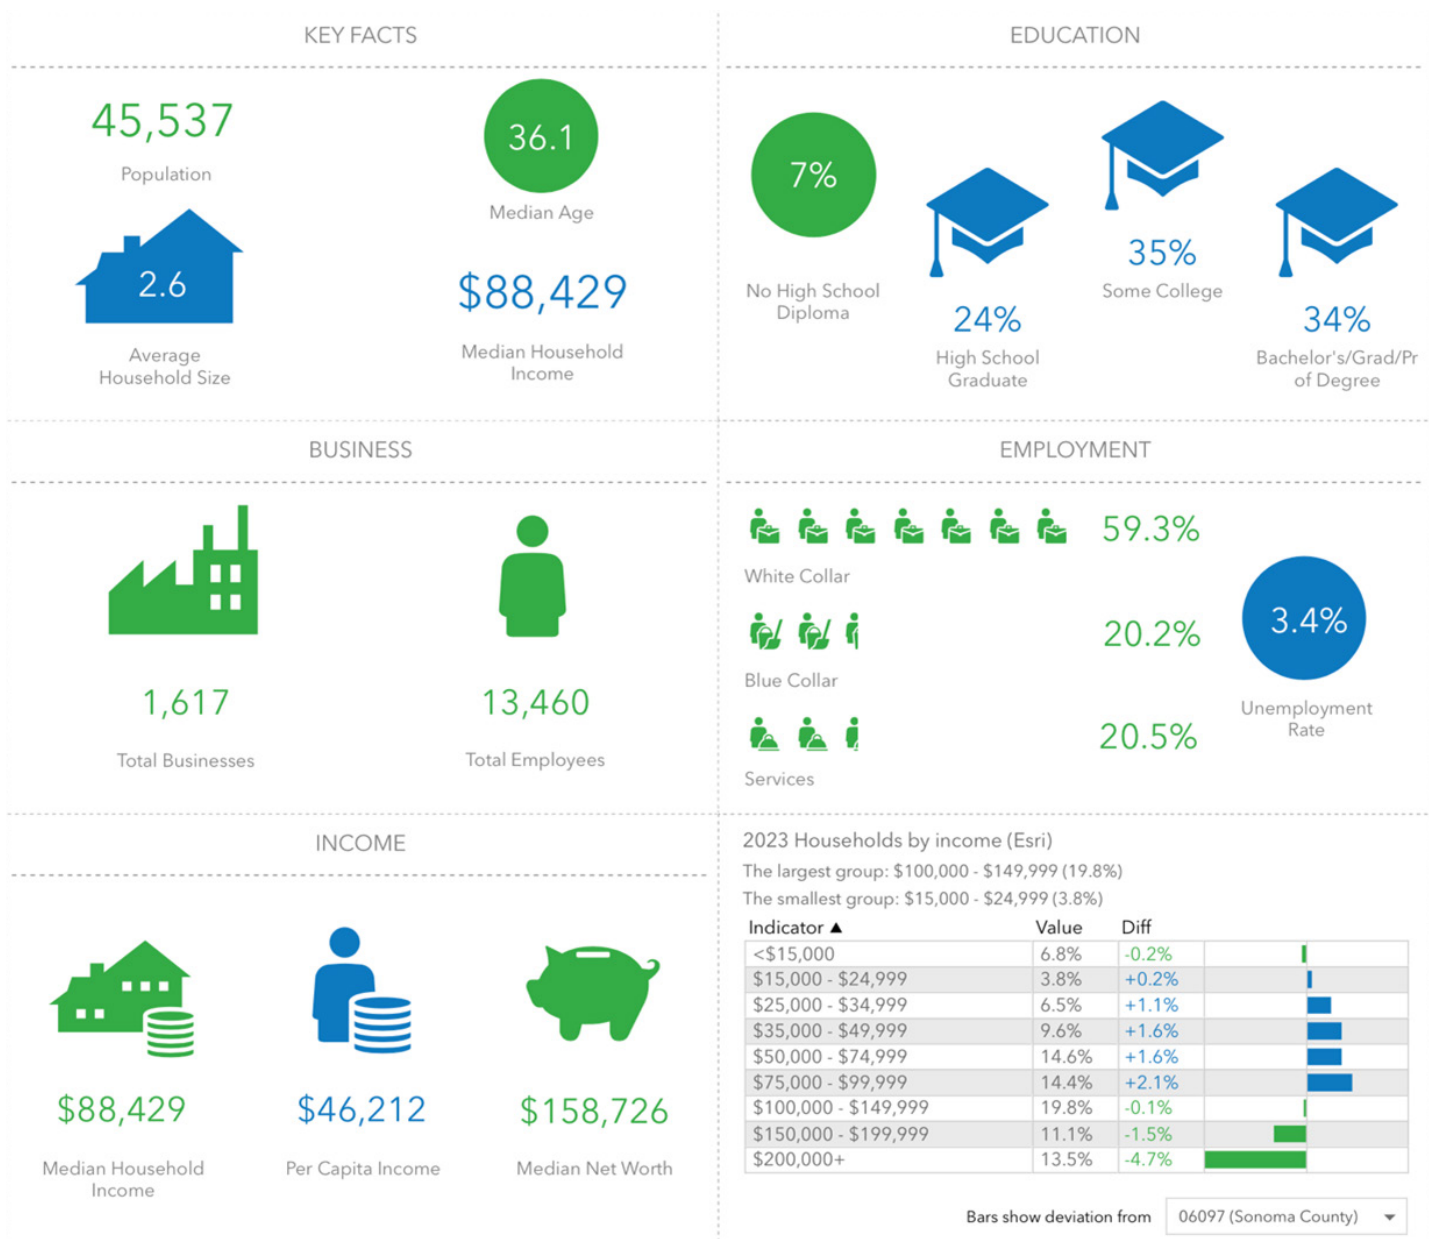 KEY FACTS
45,537
Population
36.1
Median Age
2.6
Average
Household Size
$88,429
Median Household
Income
EDUCATION
7%
No High School
Diploma
24%
High School
Graduate
35%
Some College
34%
Bachelor's/Grad/Pr
of Degree
BUSINESS
1,617
Total Businesses
13,460
Total Employees
EMPLOYMENT
59.3%
White Collar
20.2%
Blue Collar
20.5%
Services
3.4%
Unemployment
Rate
INCOME
$88,429
Median Household
Income
$46,212
Per Capita Income
$158,726
Median Net Worth
2023 Households by income (Esri)
The largest group: $100,000 - $149,999 (19.8%)
The smallest group: $15,000 - $24,999 (3.8%)
Indicator ▲ Value Diff
<$15,000 6.8% -0.2%
$15,000 - $24,999 3.8% +0.2%
$25,000 - $34,999 6.5% +1.1%
$35,000 - $49,999 9.6% +1.6%
$50,000 - $74,999 14.6% +1.6%
$75,000 - $99,999 14.4% +2.1%
$100,000 - $149,999 19.8% -0.1%
$150,000 - $199,999 11.1% -1.5%
$200,000+ 13.5% -4.7%
Bars show deviation from 06097 (Sonoma County)